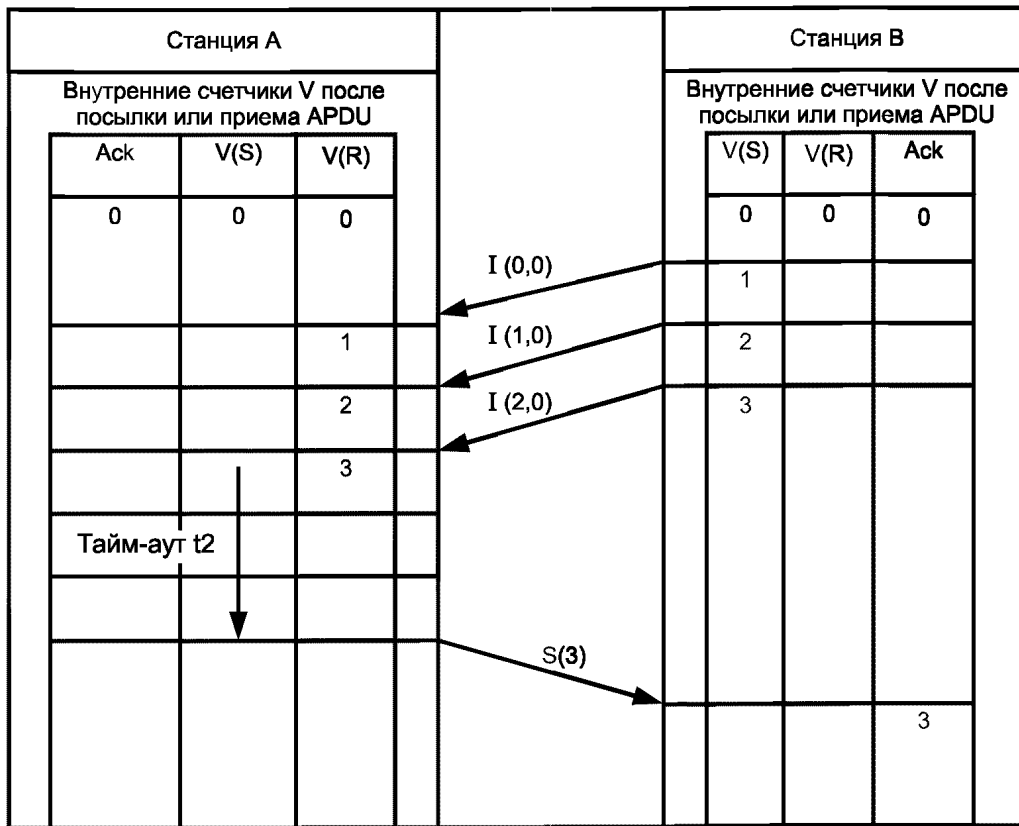 Станция А
Станция В
Внутренние счетчики V после
посылки или приема APDU
Внутренние счетчики V после
посылки или приема APDU
Ack V(S) V(R)
V(S) V(R) Ack
0 0 0
0 0 0
I (0,0)
1
1
I (1,0)
2
2
I (2,0)
3
3
Тайм-аут t2
S(3)
3